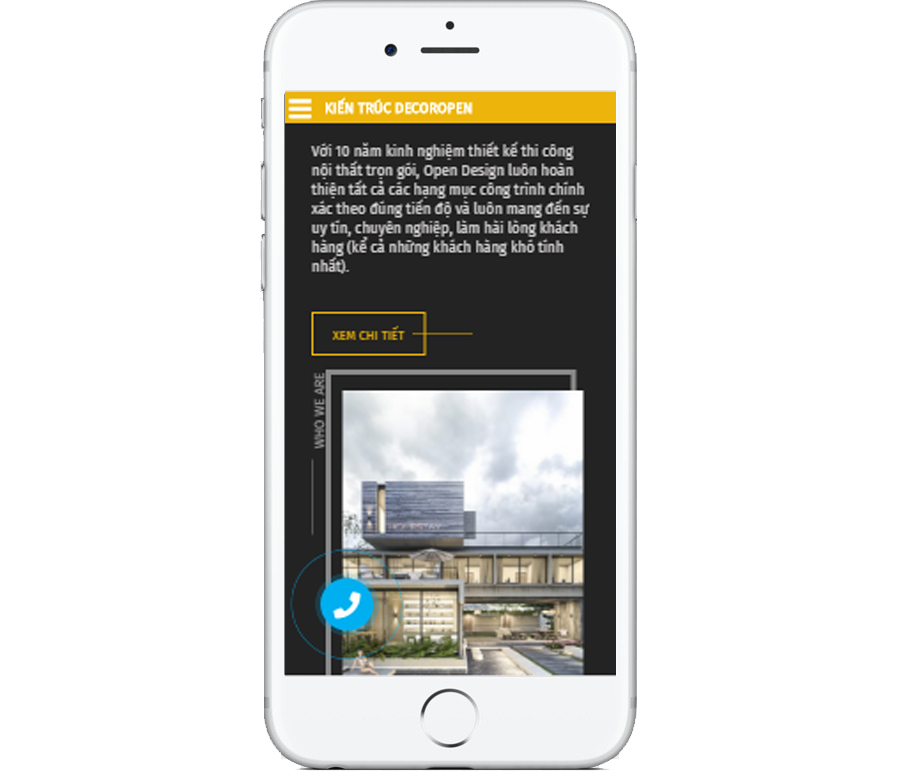 KIẾN TRÚC DECOROPEN
Với 10 năm kinh nghiệm thiết kế thi công
nội thất trọn gói, Open Design luôn hoàn
thiện tất cả các hạng mục công trình chính
xác theo đúng tiến độ và luôn mang đến sự
uy tín, chuyên nghiệp, làm hài lòng khách
hàng (kể cả những khách hàng khó tính
nhất).
XEM CHI TIẾT
WHO WE ARE